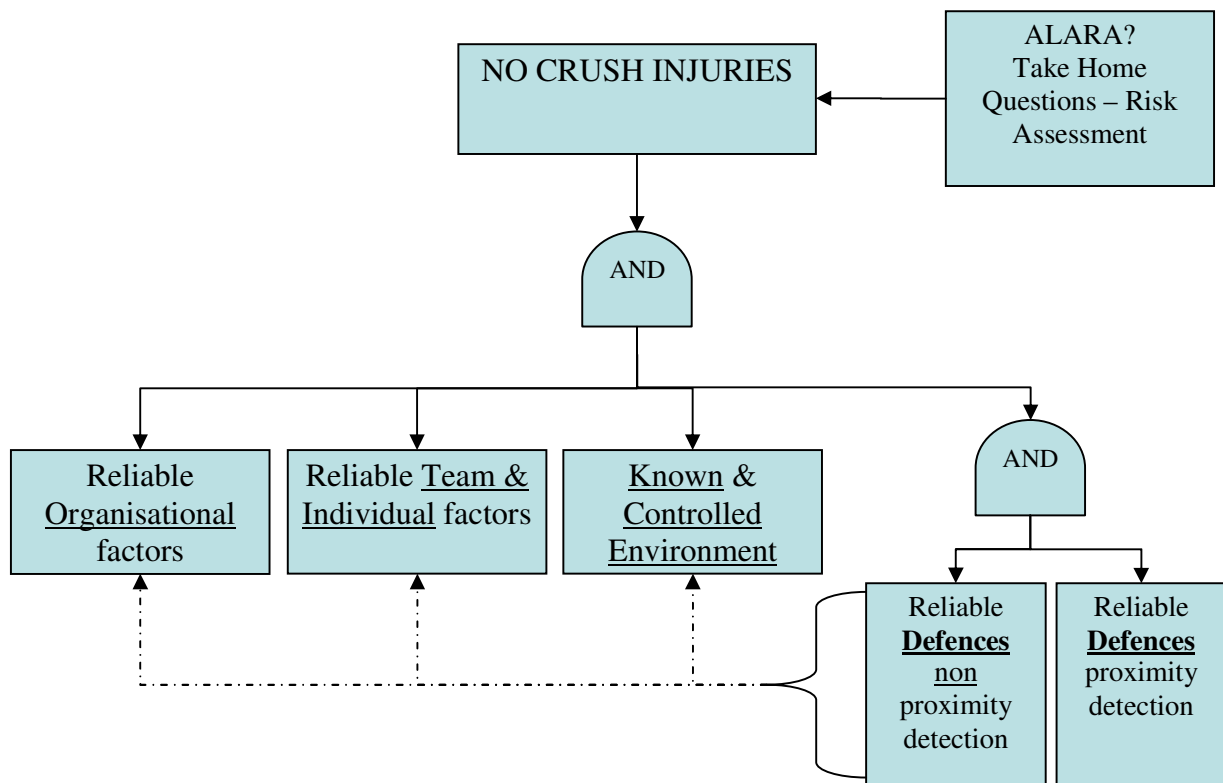 NO CRUSH INJURIES
ALARA?
Take Home
Questions – Risk
Assessment
AND
Reliable
Organisational
factors
Reliable Team &
Individual factors
Known &
Controlled
Environment
AND
Reliable
Defences
non
proximity
detection
Reliable
Defences
proximity
detection